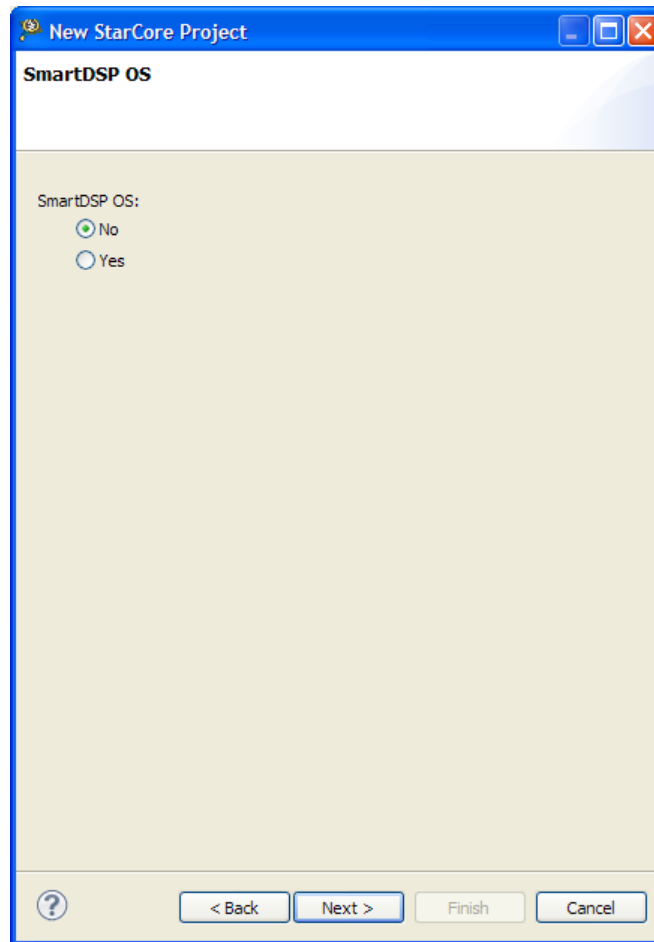 New StarCore Project
SmartDSP OS
SmartDSP OS:
No
Yes
< Back Next > Finish Cancel